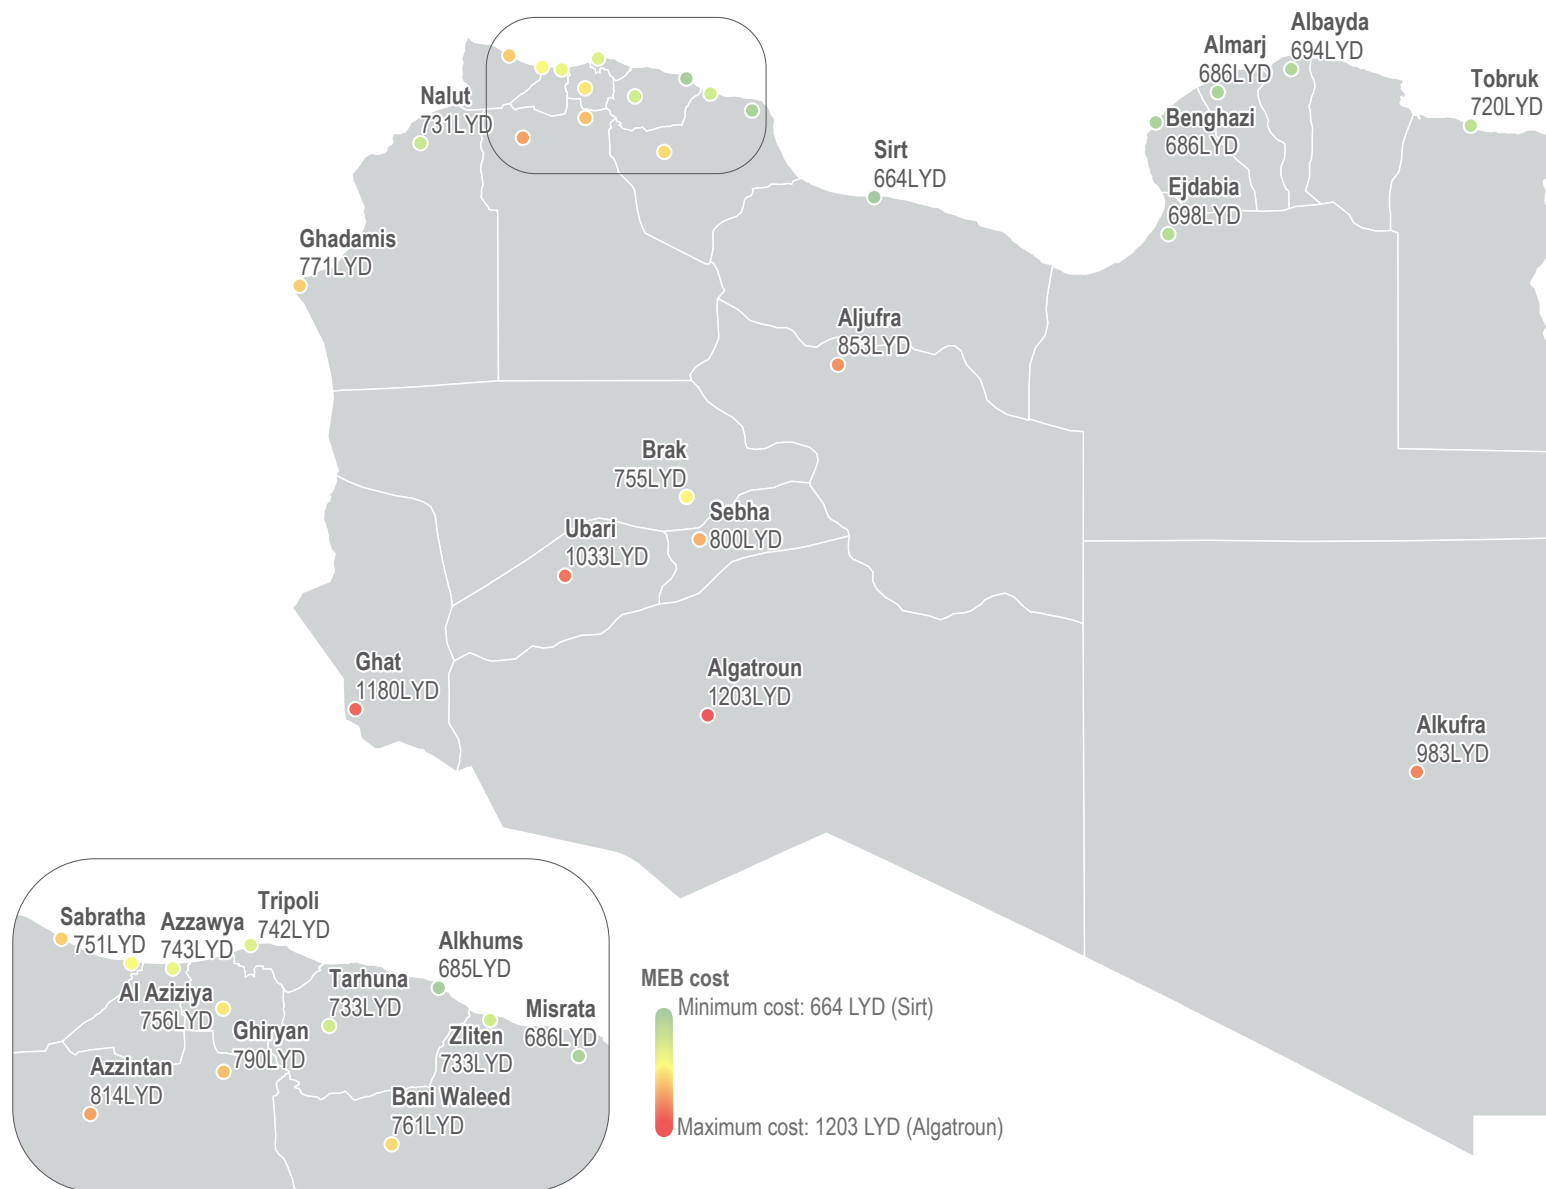 Albayda
694LYD
Almarj
686LYD
Tobruk
720LYD
Nalut
731LYD
Benghazi
686LYD
Sirt
664LYD
Ejdabia
698LYD
Ghadamis
771LYD
Aljufra
853LYD
Brak
755LYD
Sebha
800LYD
Ubari
1033LYD
Ghat
1180LYD
Algatroun
1203LYD
Alkufra
983LYD
Sabratha
751LYD
Azzawya
743LYD
Tripoli
742LYD
Alkhums
685LYD
Tarhuna
733LYD
Al Aziziya
756LYD
Misrata
686LYD
Ghiryan
790LYD
Zliten
733LYD
Azzintan
814LYD
Bani Waleed
761LYD
MEB cost
Minimum cost: 664 LYD (Sirt)
Maximum cost: 1203 LYD (Algatroun)